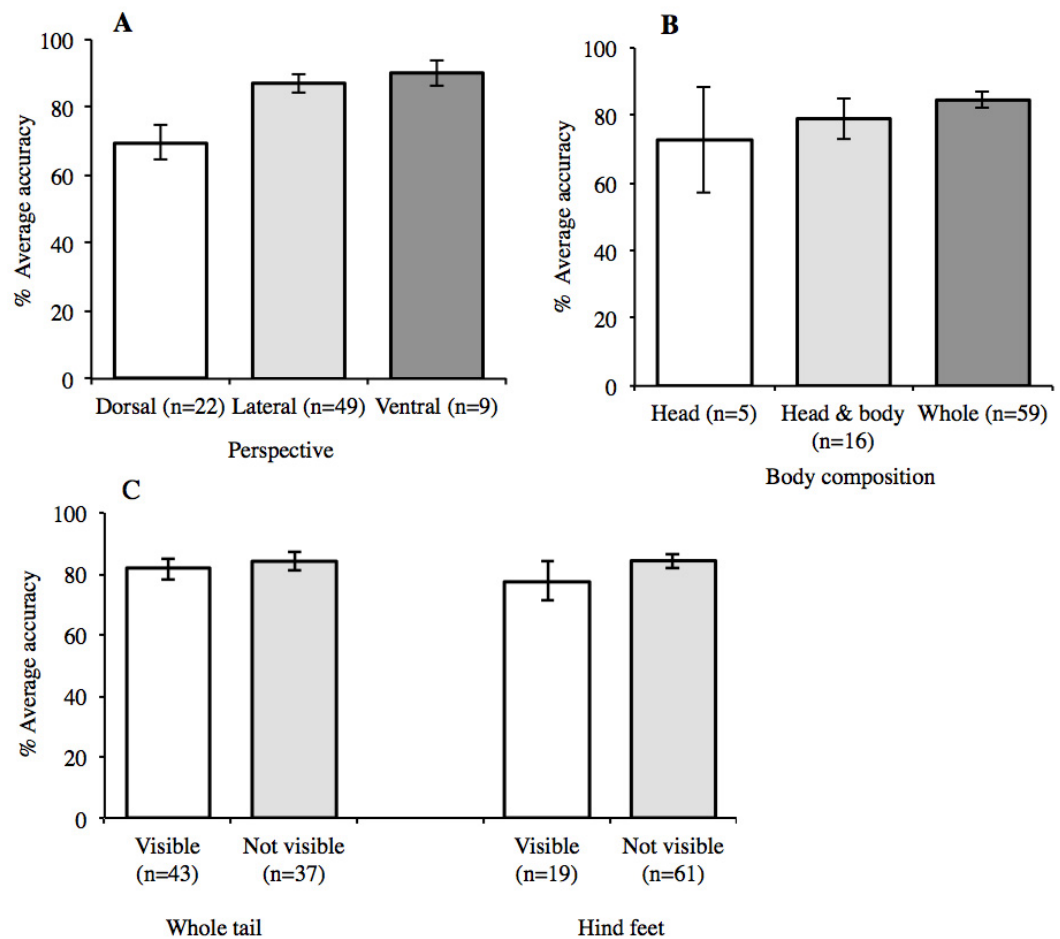 A
100
80
60
40
20
0
% Average accuracy
Dorsal (n=22) Lateral (n=49) Ventral (n=9)
Perspective
B
100
80
60
40
20
0
% Average accuracy
Head (n=5) Head & body Whole (n=59)
(n=16)
Body composition
C
100
80
60
40
20
0
% Average accuracy
Visible Not visible Visible Not visible
(n=43) (n=37) (n=19) (n=61)
Whole tail Hind feet